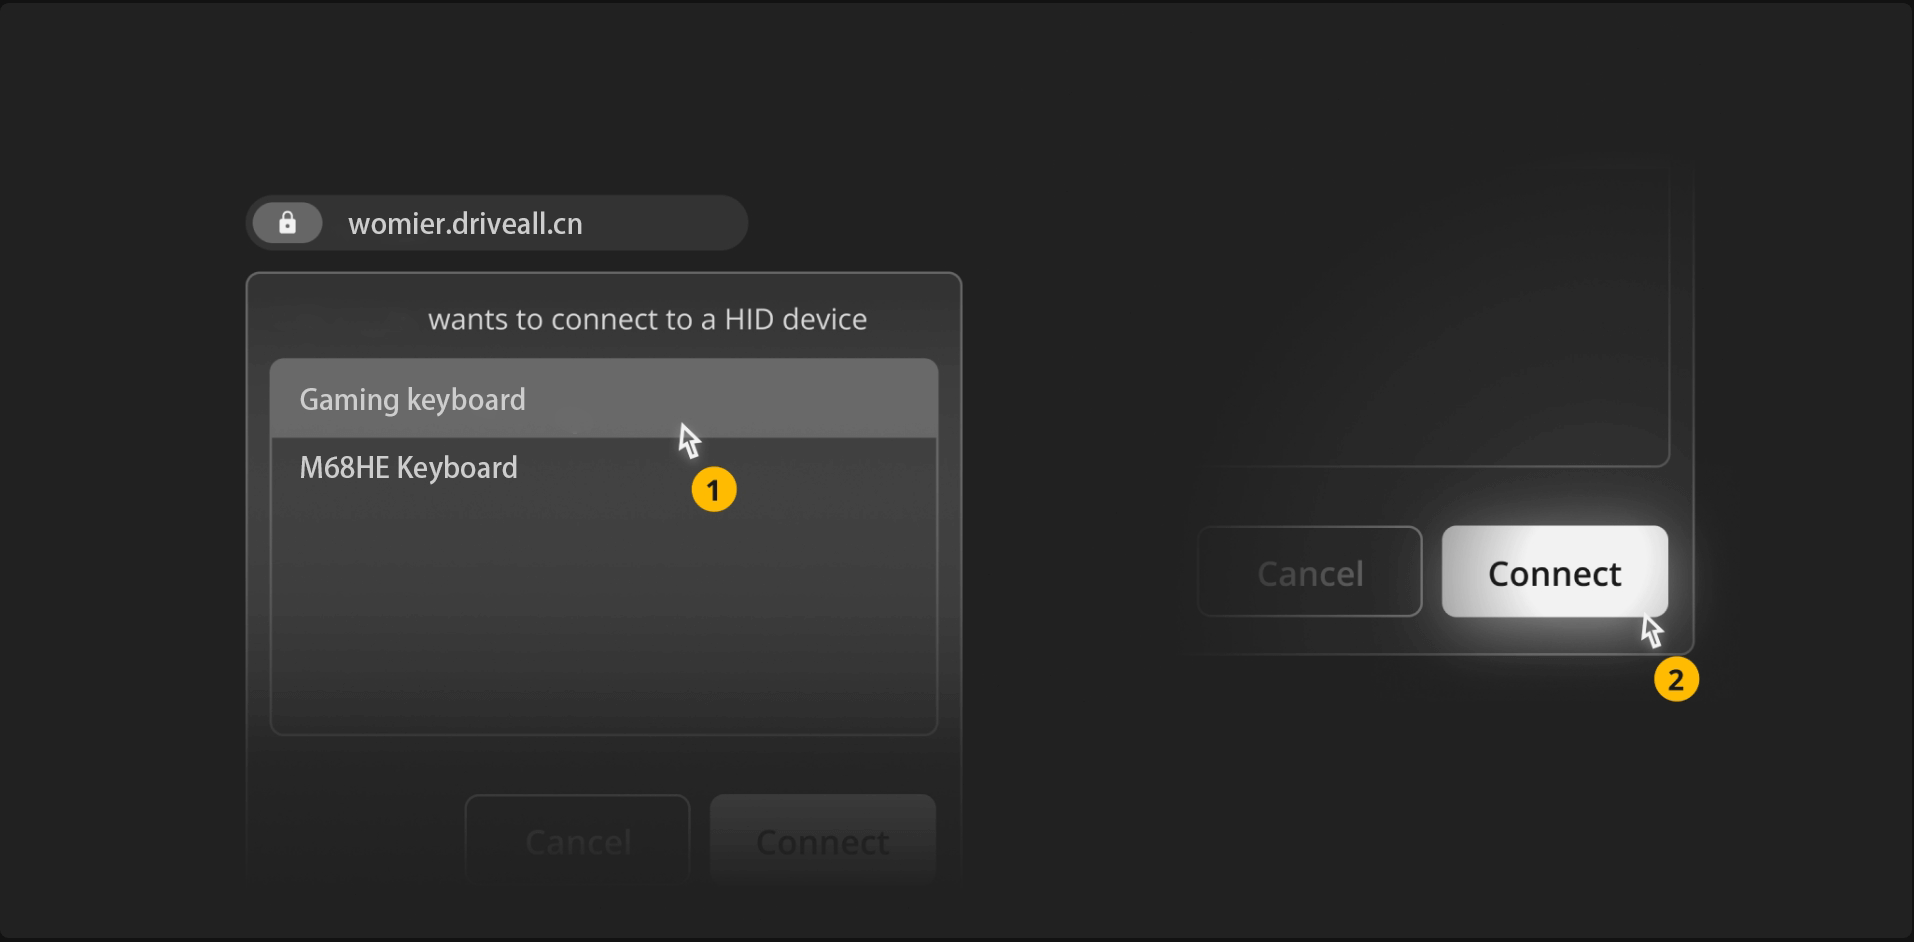 womier.driveall.cn
wants to connect to a HID device
Gaming keyboard
M68HE Keyboard
1
Cancel
Connect
Cancel
Connect
2